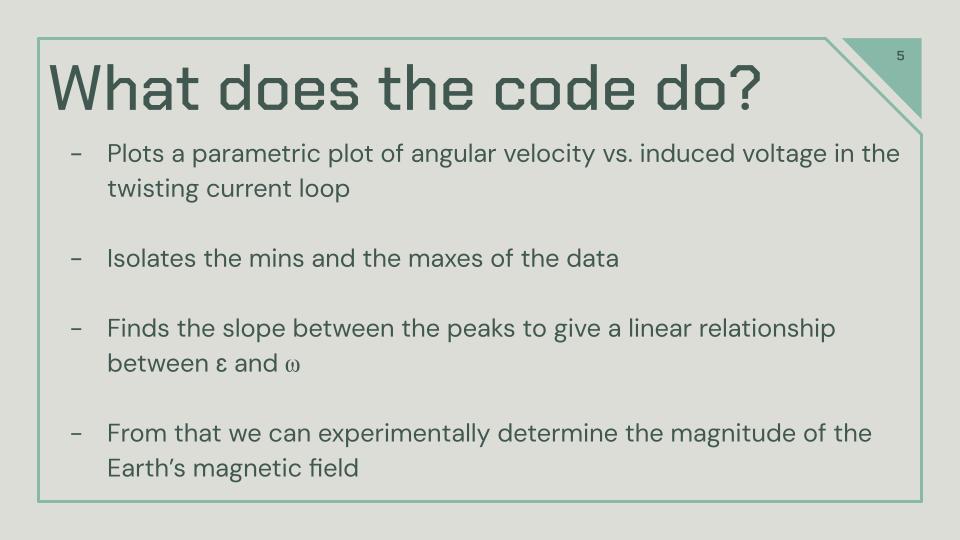 5
What does the code do?
- Plots a parametric plot of angular velocity vs. induced voltage in the
twisting current loop
- Isolates the mins and the maxes of the data
- Finds the slope between the peaks to give a linear relationship
between ε and ω
- From that we can experimentally determine the magnitude of the
Earth’s magnetic field